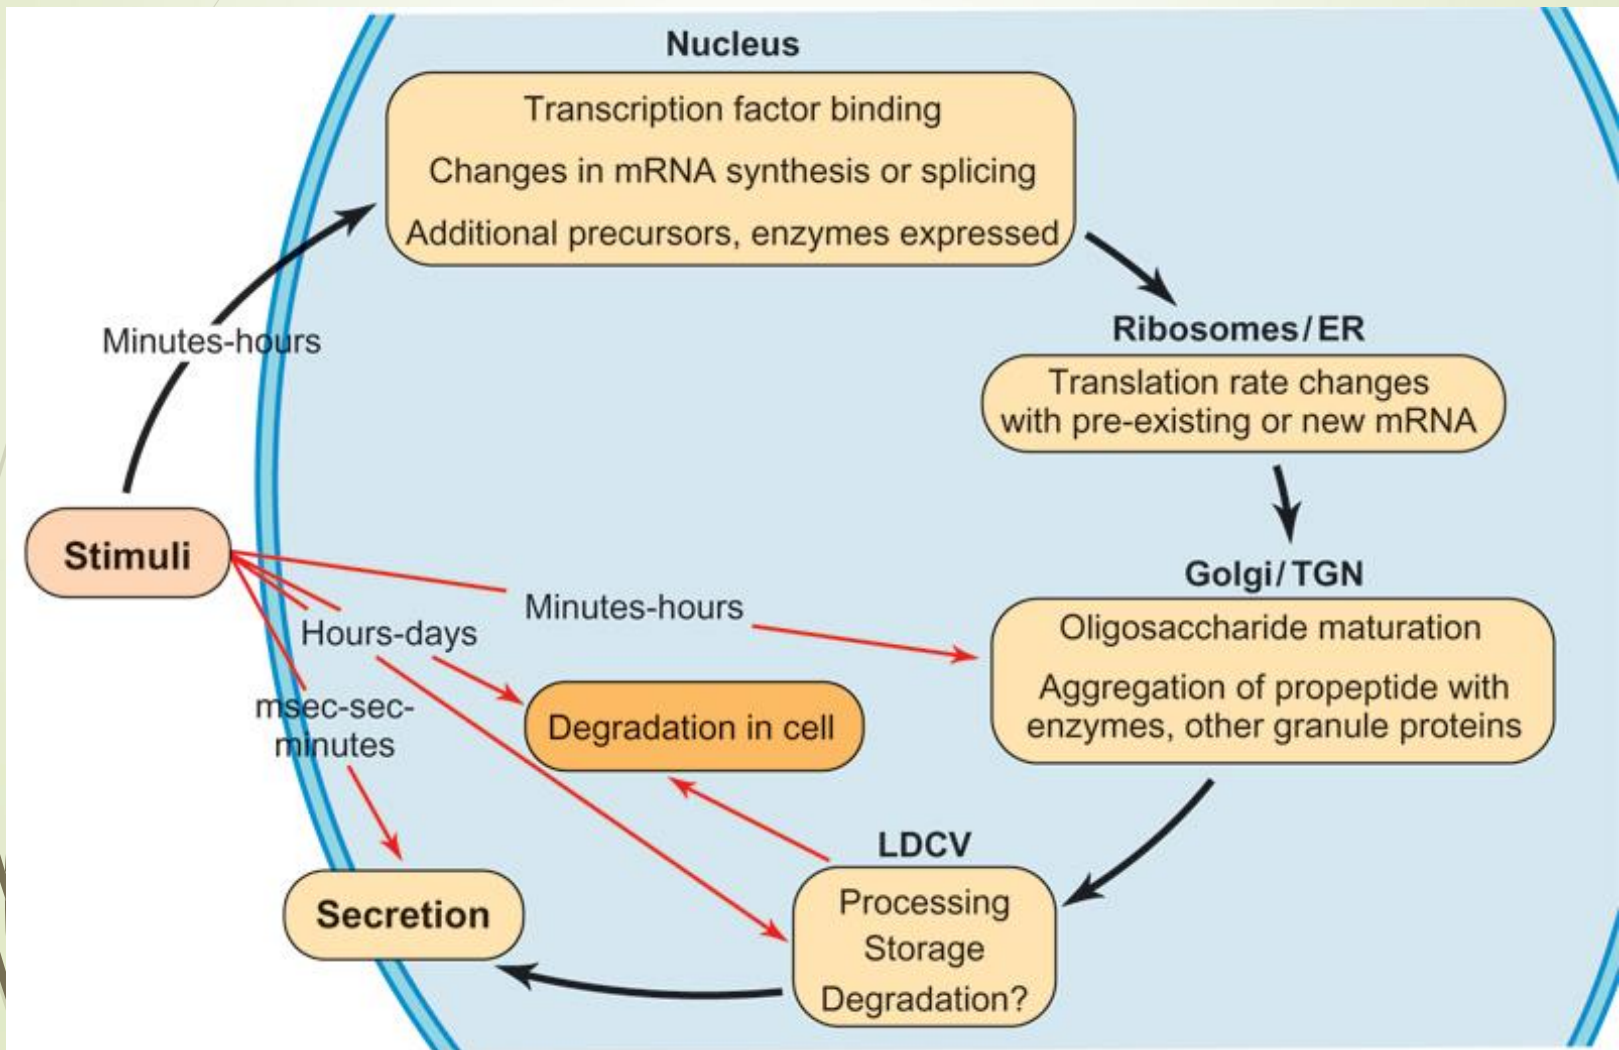 Nucleus
Transcription factor binding
Changes in mRNA synthesis or splicing
Additional precursors, enzymes expressed
Minutes-hours
Ribosomes/ER
Translation rate changes
with pre-existing or new mRNA
Stimuli
Golgi/TGN
Minutes-hours
Oligosaccharide maturation
Hours-days
Aggregation of propeptide with
enzymes, other granule proteins
msec-sec-
minutes
Degradation in cell
LDCV
Processing
Storage
Degradation?
Secretion